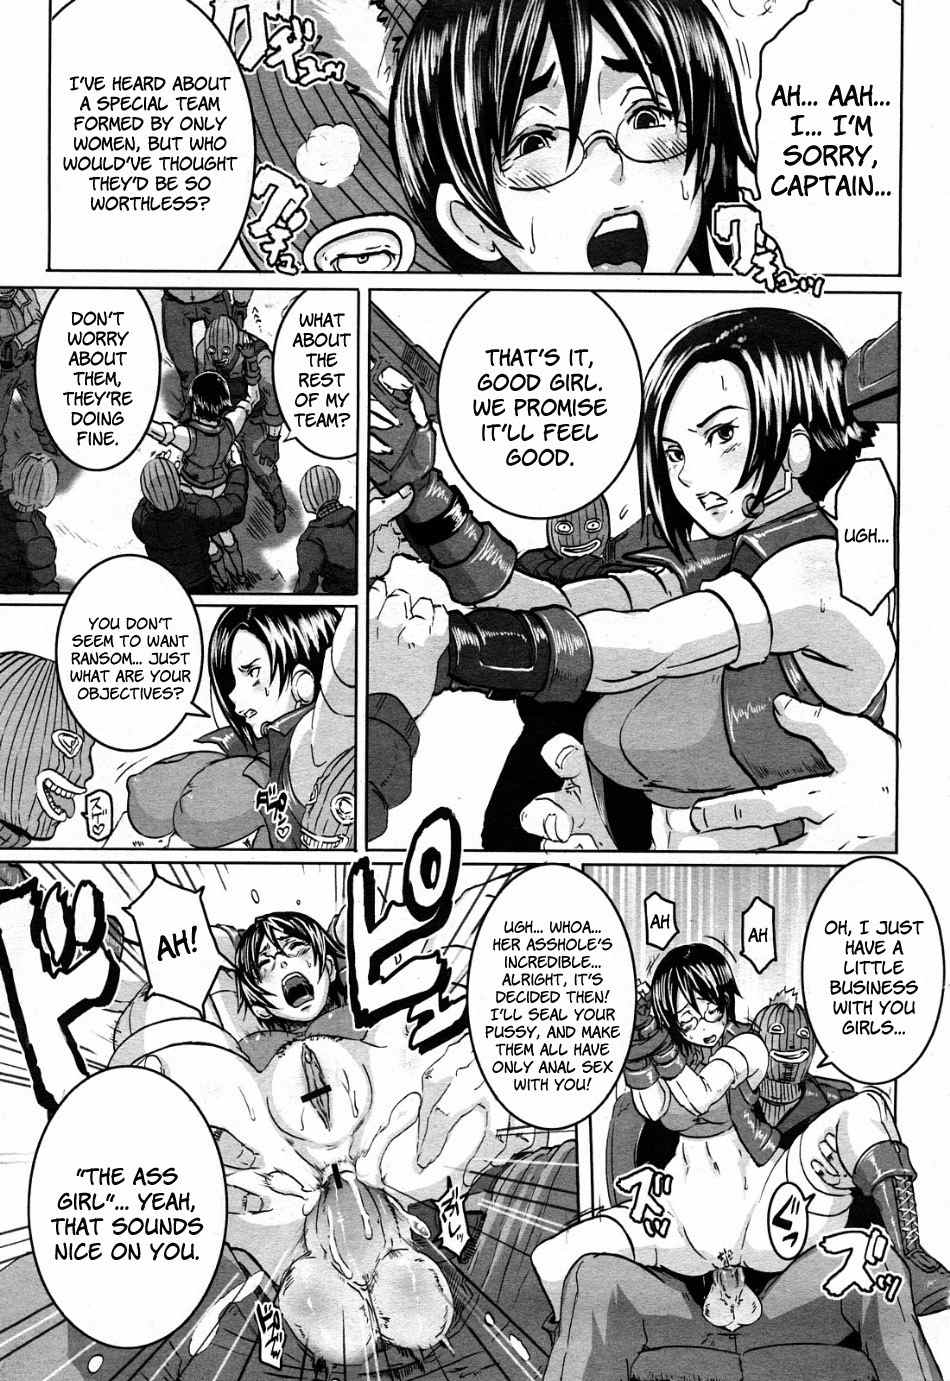 AH... AAH...
I... I'M
SORRY,
CAPTAIN...
I'VE HEARD ABOUT
A SPECIAL TEAM
FORMED BY ONLY
WOMEN, BUT WHO
WOULD'VE THOUGHT
THEY'D BE SO
WORTHLESS?
UGH...
THAT'S IT,
GOOD GIRL.
WE PROMISE
IT'LL FEEL
GOOD.
WHAT
ABOUT
THE REST
OF MY
TEAM?
DON'T
WORRY
ABOUT
THEM,
THEY'RE
DOING
FINE.
YOU DON'T
SEEM TO WANT
RANSOM... JUST
WHAT ARE YOUR
OBJECTIVES?
OH, I JUST
HAVE A
LITTLE
BUSINESS
WITH YOU
GIRLS...
AH
AH
UGH... WHOA...
HER ASSHOLE'S
INCREDIBLE...
ALRIGHT, IT'S
DECIDED THEN!
I'LL SEAL YOUR
PUSSY, AND MAKE
THEM ALL HAVE
ONLY ANAL SEX
WITH YOU!
AH!
"THE ASS
GIRL"... YEAH,
THAT SOUNDS
NICE ON YOU.